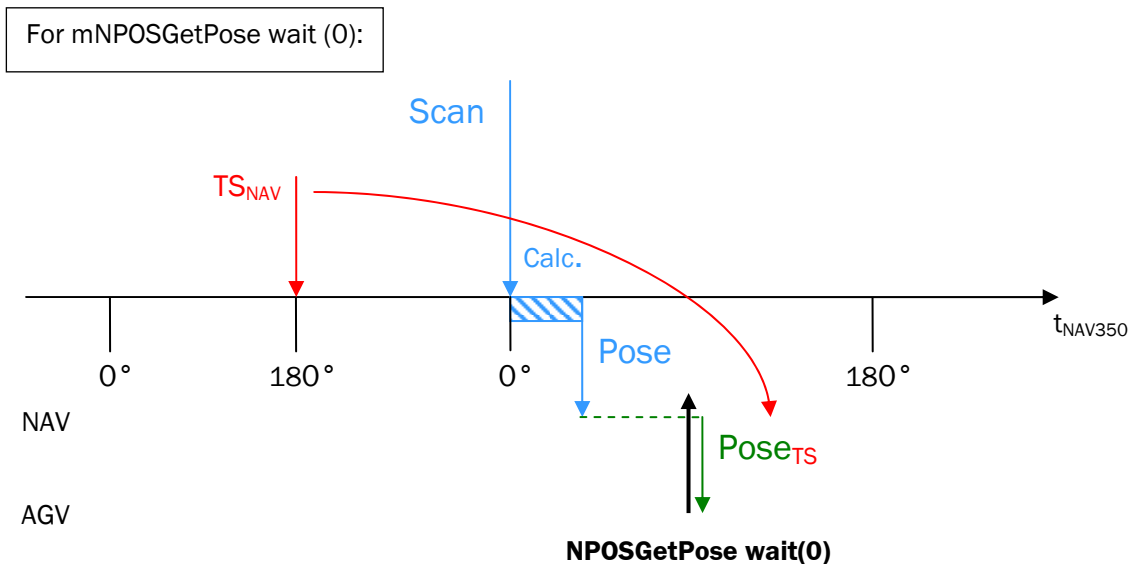 For mNPOSGetPose wait (0):
Scan
TSNAV
Calc.
tNAV350
Pose
0° 180° 0° 180°
NAV
PoseTS
AGV
NPOSGetPose wait(0)